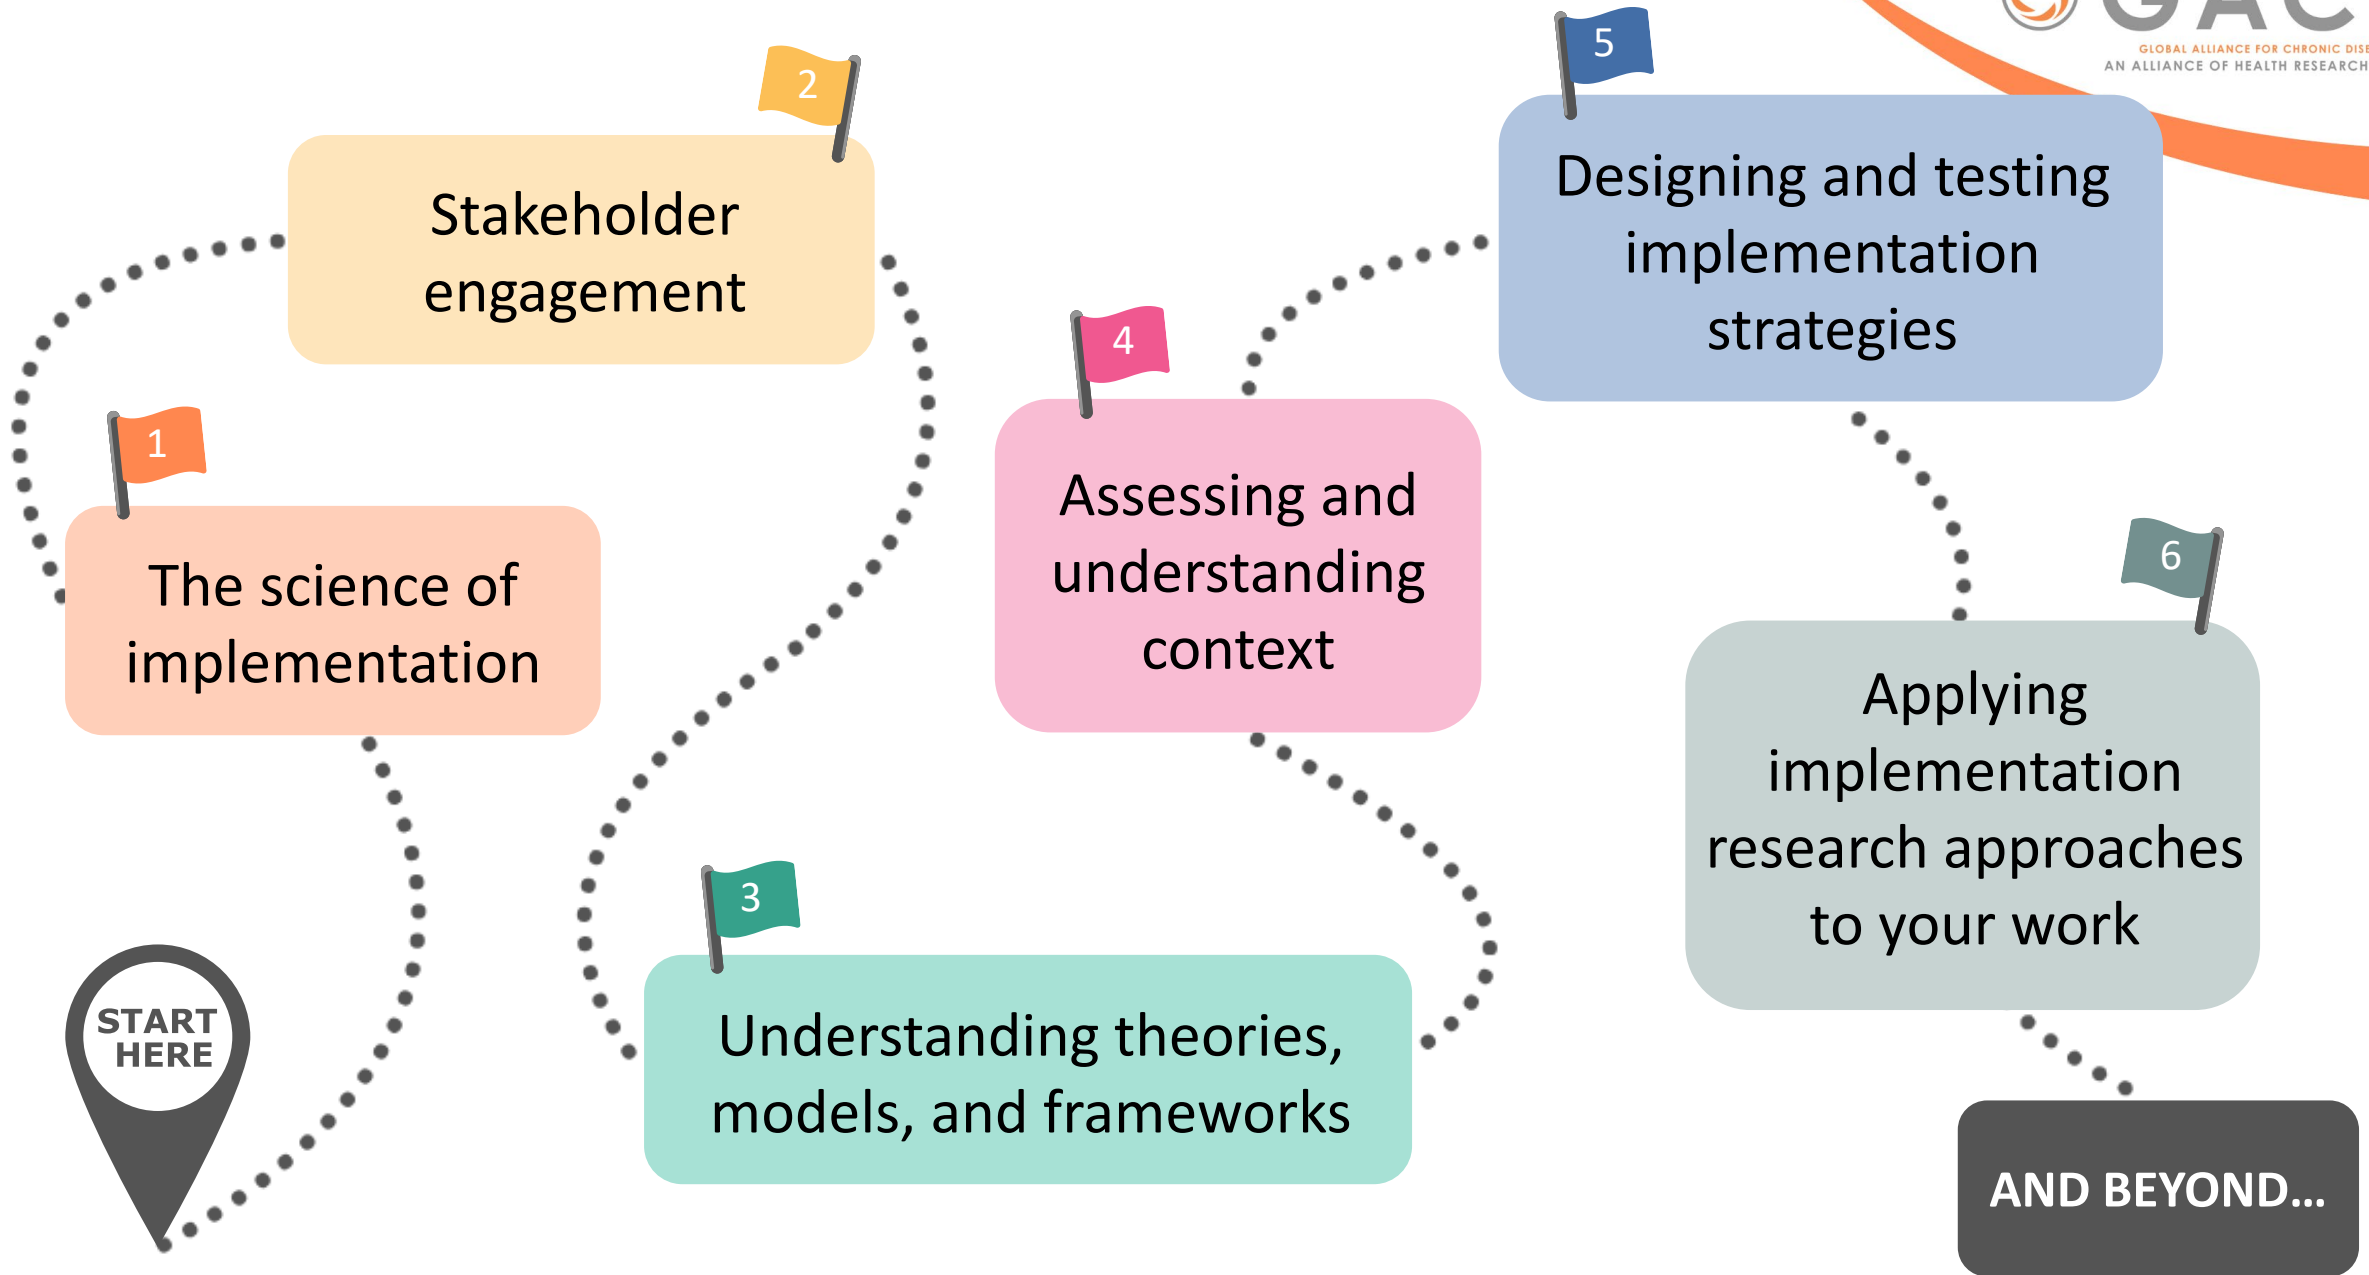 GAC
GLOBAL ALLIANCE FOR CHRONIC
AN ALLIANCE OF HEALTH RESEARCH
START
HERE
1
The science of
implementation
2
Stakeholder
engagement
3
Understanding theories,
models, and frameworks
4
Assessing and
understanding
context
5
Designing and testing
implementation
strategies
6
Applying
implementation
research approaches
to your work
AND BEYOND...